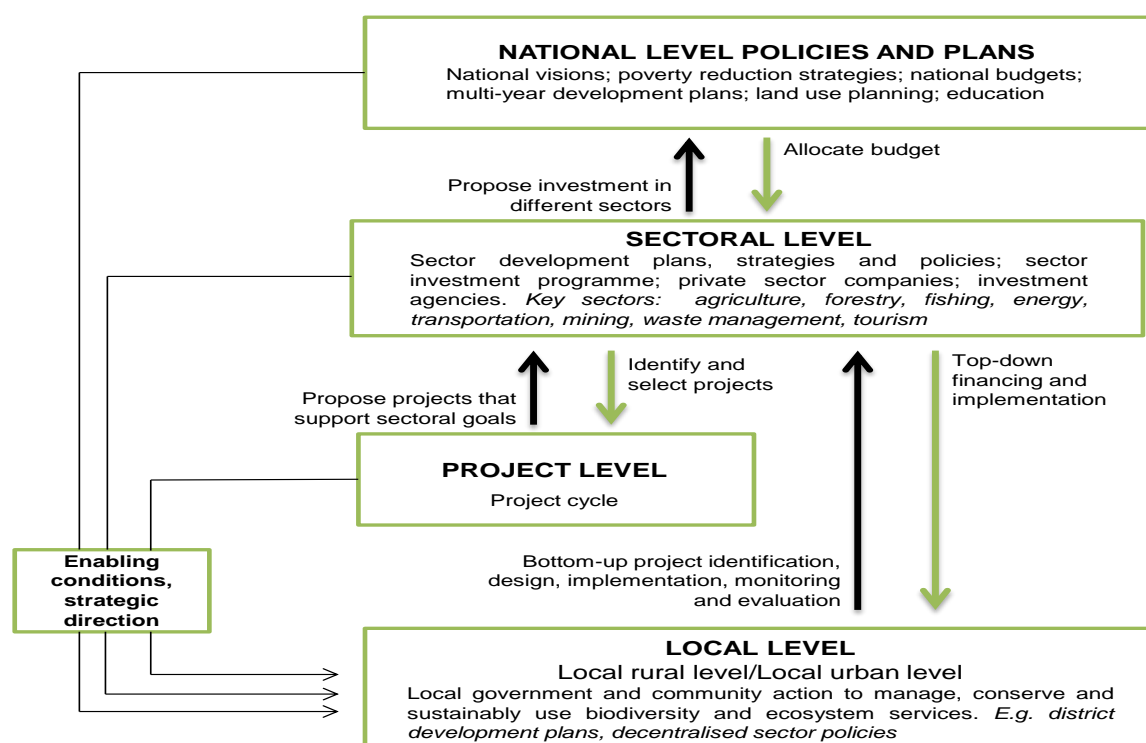 NATIONAL LEVEL POLICIES AND PLANS
National visions; poverty reduction strategies; national budgets;
multi-year development plans; land use planning; education
Allocate budget
Propose investment in
different sectors
SECTORAL LEVEL
Sector development plans, strategies and policies; sector
investment programme; private sector companies; investment
agencies. Key sectors: agriculture, forestry, fishing, energy,
transportation, mining, waste management, tourism
Identify and
select projects
Propose projects that
support sectoral goals
Top-down
financing and
implementation
PROJECT LEVEL
Project cycle
Enabling
conditions,
strategic
direction
Bottom-up project identification,
design, implementation, monitoring
and evaluation
LOCAL LEVEL
Local rural level/Local urban level
Local government and community action to manage, conserve and
sustainably use biodiversity and ecosystem services. E.g. district
development plans, decentralised sector policies